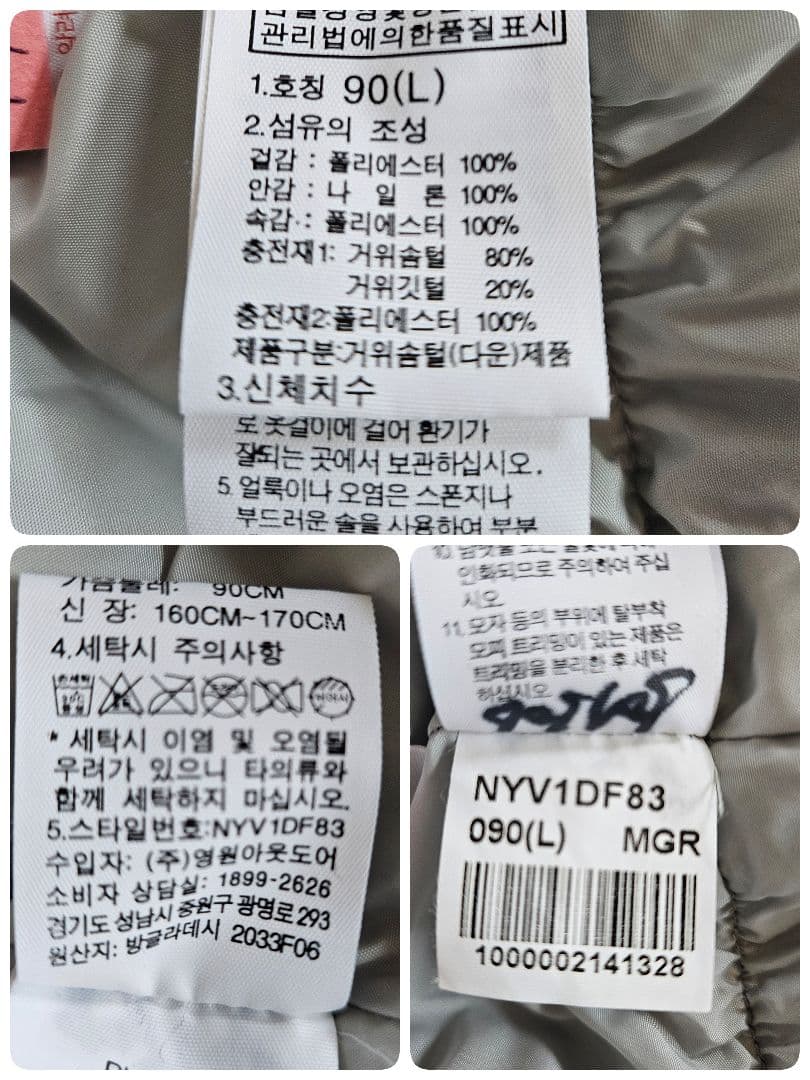 관리법에의한품질표시
1.호칭 90(L)
2.섬유의 조성
겉감 : 폴리에스터 100%
안감 : 나 일 론 100%
속감 : 폴리에스터 100%
충전재1: 거위솜털 80%
거위깃털 20%
충전재2:폴리에스터 100%
제품구분:거위솜털(다운)제품
3.신체치수
로 옷걸이에 걸어 환기가
잘되는 곳에서 보관하십시오.
5. 얼룩이나 오염은 스폰지나
부드러운 솔을 사용하여 부분
가슴둘레: 90CM
신 장: 160CM~170CM
4.세탁시 주의사항
손세탁
* 세탁시 이염 및 오염될
우려가 있으니 타의류와
함께 세탁하지 마십시오.
5.스타일번호:NYV1DF83
수입자: (주)영원아웃도어
소비자 상담실: 1899-2626
경기도 성남시 중원구 광명로 293
원산지: 방글라데시 2033F06
인화되므로 주의하여 주십
시오
11. 모자 등의 부위에 탈부착
모피 트리밍이 있는 제품은
트리밍을 분리한 후 세탁
하십시오
NYV1DF83
090(L) MGR
1000002141328